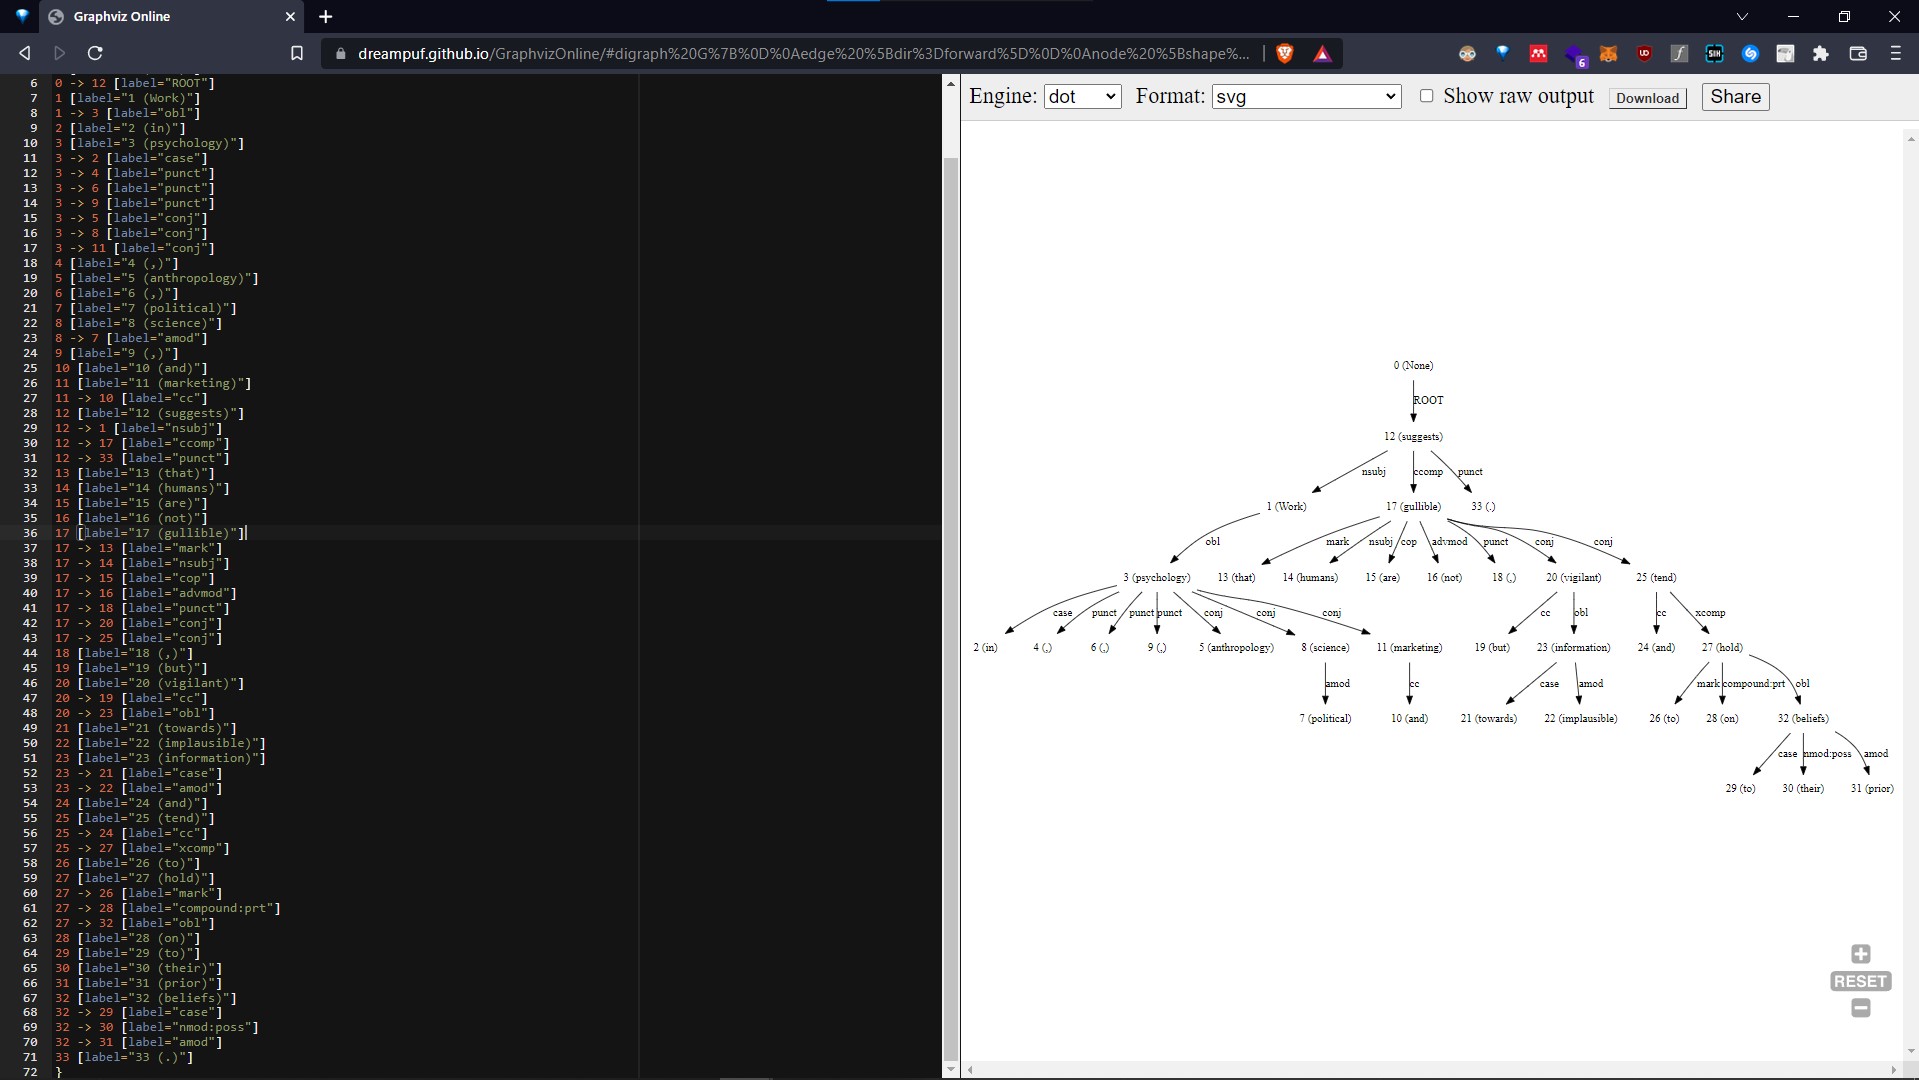 Graphviz Online
dreampuf.github.io/GraphvizOnline/#digraph%20G%7B%0D%0Aedge%20%5Bdir%3Dforward%5D%0D%0Anode%20%5Bshape%...
6
Engine: dot Format: svg Show raw output Download Share
6 0 -> 12 [label="ROOT"]
7 1 [label="1 (Work)"]
8 1 -> 3 [label="obl"]
9 2 [label="2 (in)"]
10 3 [label="3 (psychology)"]
11 3 -> 2 [label="case"]
12 3 -> 4 [label="punct"]
13 3 -> 6 [label="punct"]
14 3 -> 9 [label="punct"]
15 3 -> 5 [label="conj"]
16 3 -> 8 [label="conj"]
17 3 -> 11 [label="conj"]
18 4 [label="4 (,)"]
19 5 [label="5 (anthropology)"]
20 6 [label="6 (,)"]
21 7 [label="7 (political)"]
22 8 [label="8 (science)"]
23 8 -> 7 [label="amod"]
24 9 [label="9 (,)"]
25 10 [label="10 (and)"]
26 11 [label="11 (marketing)"]
27 11 -> 10 [label="cc"]
28 12 [label="12 (suggests)"]
29 12 -> 1 [label="nsubj"]
30 12 -> 17 [label="ccomp"]
31 12 -> 33 [label="punct"]
32 13 [label="13 (that)"]
33 14 [label="14 (humans)"]
34 15 [label="15 (are)"]
35 16 [label="16 (not)"]
36 17 [label="17 (gullible)"]
37 17 -> 13 [label="mark"]
38 17 -> 14 [label="nsubj"]
39 17 -> 15 [label="cop"]
40 17 -> 16 [label="advmod"]
41 17 -> 18 [label="punct"]
42 17 -> 20 [label="conj"]
43 17 -> 25 [label="conj"]
44 18 [label="18 (,)"]
45 19 [label="19 (but)"]
46 20 [label="20 (vigilant)"]
47 20 -> 19 [label="cc"]
48 20 -> 23 [label="obl"]
49 21 [label="21 (towards)"]
50 22 [label="22 (implausible)"]
51 23 [label="23 (information)"]
52 23 -> 21 [label="case"]
53 23 -> 22 [label="amod"]
54 24 [label="24 (and)"]
55 25 [label="25 (tend)"]
56 25 -> 24 [label="cc"]
57 25 -> 27 [label="xcomp"]
58 26 [label="26 (to)"]
59 27 [label="27 (hold)"]
60 27 -> 26 [label="mark"]
61 27 -> 28 [label="compound:prt"]
62 27 -> 32 [label="obl"]
63 28 [label="28 (on)"]
64 29 [label="29 (to)"]
65 30 [label="30 (their)"]
66 31 [label="31 (prior)"]
67 32 [label="32 (beliefs)"]
68 32 -> 29 [label="case"]
69 32 -> 30 [label="nmod:poss"]
70 32 -> 31 [label="amod"]
71 33 [label="33 (.)"]
72 }
0 (None)
ROOT
12 (suggests)
nsubj ccomp punct
1 (Work) 17 (gullible) 33 (.)
obl mark nsubj cop advmod punct conj conj
3 (psychology) 13 (that) 14 (humans) 15 (are) 16 (not) 18 (,) 20 (vigilant) 25 (tend)
case punct punct punct conj conj conj cc obl cc xcomp
2 (in) 4 (,) 6 (,) 9 (,) 5 (anthropology) 8 (science) 11 (marketing) 19 (but) 23 (information) 24 (and) 27 (hold)
amod cc case amod mark compound:prt obl
7 (political) 10 (and) 21 (towards) 22 (implausible) 26 (to) 28 (on) 32 (beliefs)
case nmod:poss amod
29 (to) 30 (their) 31 (prior)
RESET